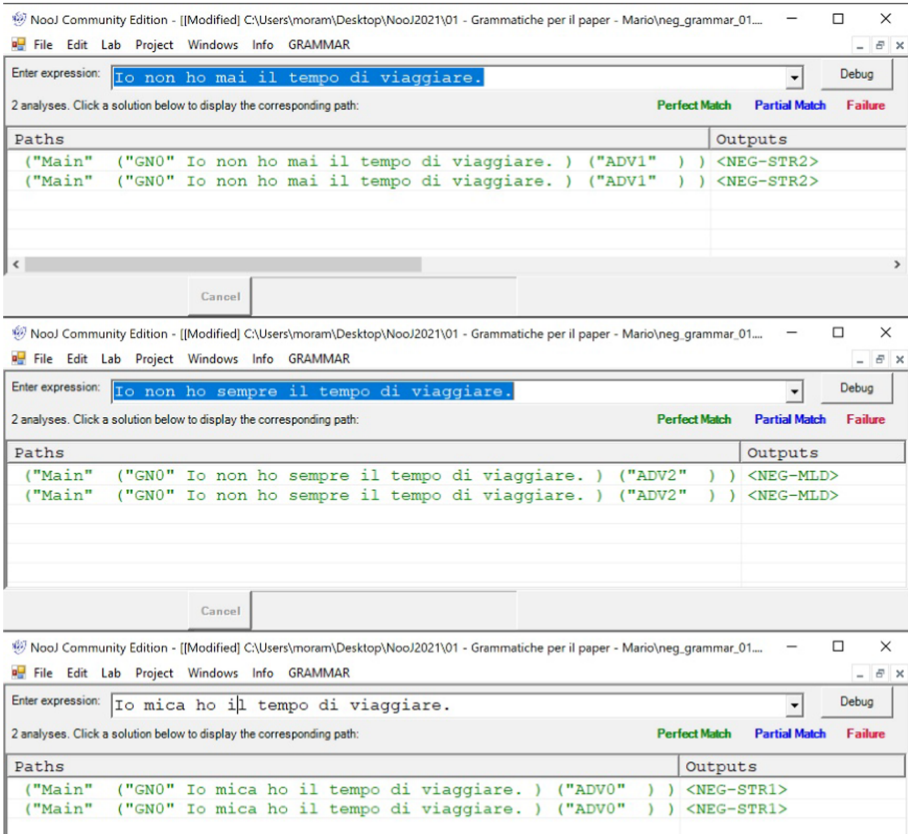 NooJ Community Edition - [[Modified] C:\Users\moram\Desktop\NooJ2021\01 - Grammatiche per il paper - Mario\neg_grammar_01....
File Edit Lab Project Windows Info GRAMMAR
Enter expression: Io non ho mai il tempo di viaggiare. Debug
2 analyses. Click a solution below to display the corresponding path: Perfect Match Partial Match Failure
Paths Outputs
("Main" ("GN0" Io non ho mai il tempo di viaggiare. ) ("ADV1" ) ) <NEG-STR2>
("Main" ("GN0" Io non ho mai il tempo di viaggiare. ) ("ADV1" ) ) <NEG-STR2>
Cancel
NooJ Community Edition - [[Modified] C:\Users\moram\Desktop\NooJ2021\01 - Grammatiche per il paper - Mario\neg_grammar_01....
File Edit Lab Project Windows Info GRAMMAR
Enter expression: Io non ho sempre il tempo di viaggiare. Debug
2 analyses. Click a solution below to display the corresponding path: Perfect Match Partial Match Failure
Paths Outputs
("Main" ("GN0" Io non ho sempre il tempo di viaggiare. ) ("ADV2" ) ) <NEG-MLD>
("Main" ("GN0" Io non ho sempre il tempo di viaggiare. ) ("ADV2" ) ) <NEG-MLD>
Cancel
NooJ Community Edition - [[Modified] C:\Users\moram\Desktop\NooJ2021\01 - Grammatiche per il paper - Mario\neg_grammar_01....
File Edit Lab Project Windows Info GRAMMAR
Enter expression: Io mica ho il tempo di viaggiare. Debug
2 analyses. Click a solution below to display the corresponding path: Perfect Match Partial Match Failure
Paths Outputs
("Main" ("GN0" Io mica ho il tempo di viaggiare. ) ("ADV0" ) ) <NEG-STR1>
("Main" ("GN0" Io mica ho il tempo di viaggiare. ) ("ADV0" ) ) <NEG-STR1>